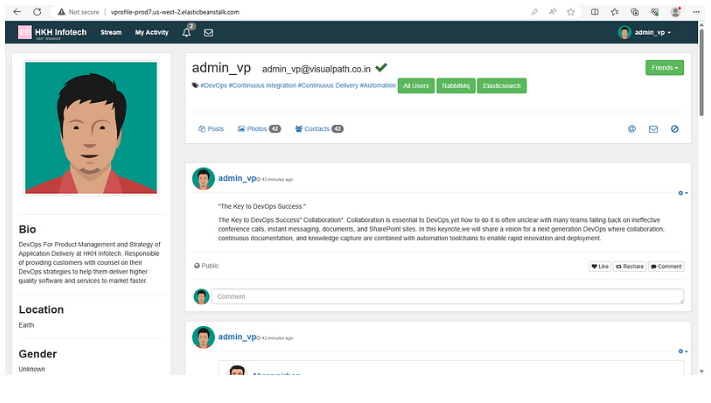 Not secure | vprofile-prod7.us-west-2.elasticbeanstalk.com
HKH Infotech Stream My Activity 2 admin_vp
admin_vp admin_vp@visualpath.co.in Friends
#DevOps #Continuous Integration #Continuous Delivery #Automation All Users RabbitMq Elasticsearch
Posts Photos 42 Contacts 42 @
admin_vp 42 minutes ago
"The Key to DevOps Success."
The Key to DevOps Success" Collaboration". Collaboration is essential to DevOps,yet how to do it is often unclear with many teams falling back on ineffective
conference calls, instant messaging, documents, and SharePoint sites. In this keynote,we will share a vision for a next generation DevOps where collaboration,
continuous documentation, and knowledge capture are combined with automation toolchains to enable rapid innovation and deployment.
Public Like Reshare Comment
Comment
admin_vp 42 minutes ago
Bio
DevOps For Product Management and Strategy of
Application Delivery at HKH Infotech. Responsible
of providing customers with counsel on their
DevOps strategies to help them deliver higher
quality software and services to market faster.
Location
Earth
Gender
Unknown